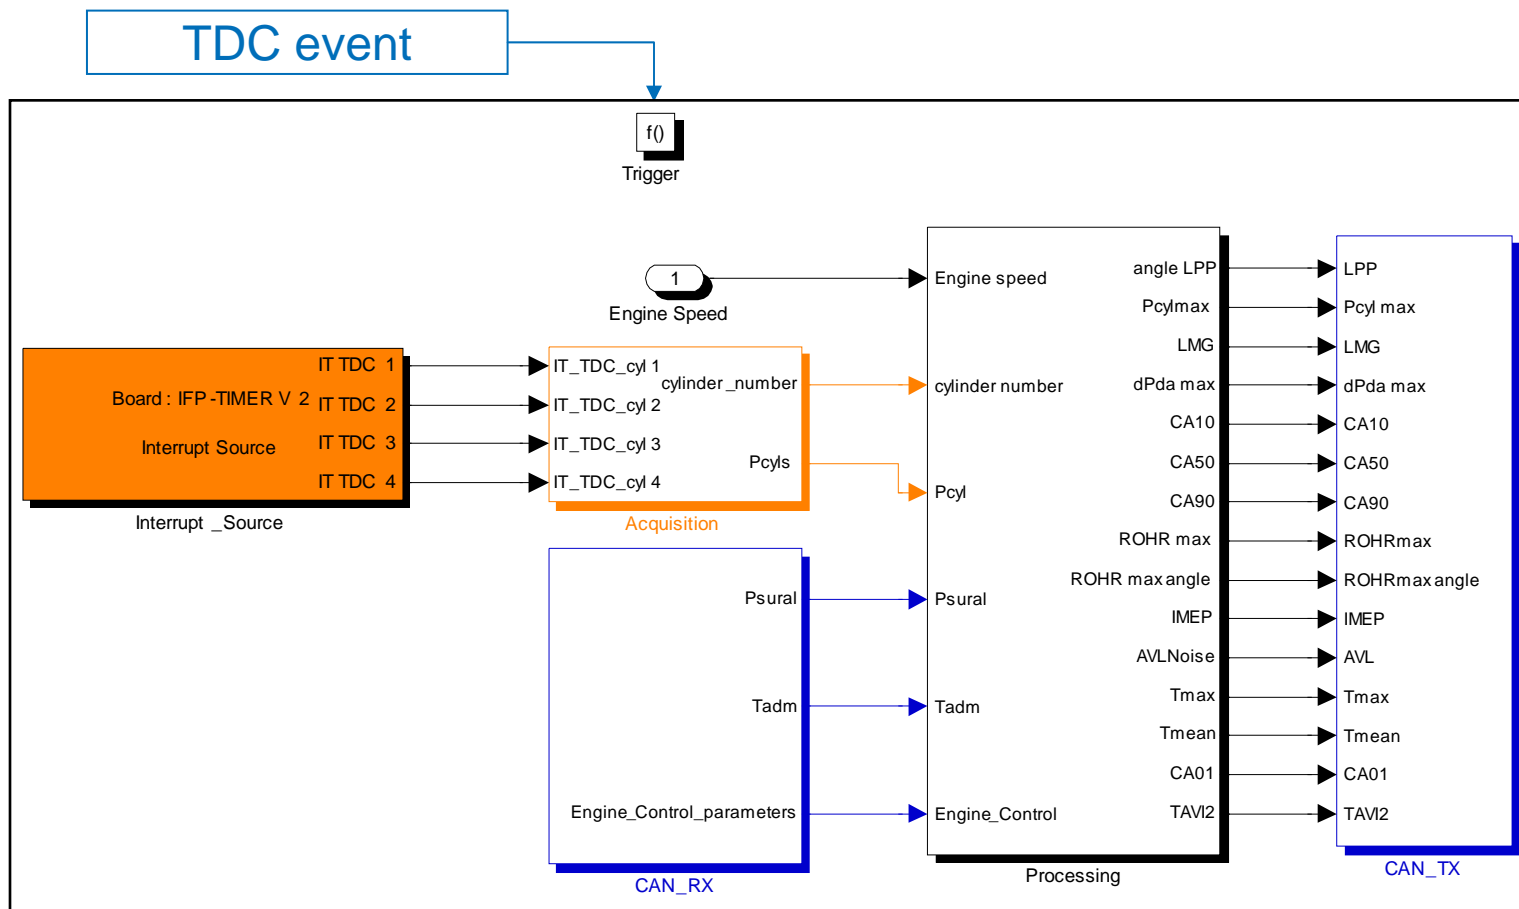 TDC event
f()
Trigger
1
Engine Speed
IT TDC 1
IT TDC 2
IT TDC 3
IT TDC 4
Board : IFP-TIMER V 2
Interrupt Source
Interrupt _Source
IT_TDC_cyl 1
IT_TDC_cyl 2
IT_TDC_cyl 3
IT_TDC_cyl 4
cylinder_number
Pcyls
Acquisition
Psural
Tadm
Engine_Control_parameters
CAN_RX
Engine speed
cylinder number
Pcyl
Psural
Tadm
Engine_Control
angle LPP
Pcylmax
LMG
dPda max
CA10
CA50
CA90
ROHR max
ROHR max angle
IMEP
AVLNoise
Tmax
Tmean
CA01
TAVI2
Processing
LPP
Pcyl max
LMG
dPda max
CA10
CA50
CA90
ROHRmax
ROHRmax angle
IMEP
AVL
Tmax
Tmean
CA01
TAVI2
CAN_TX